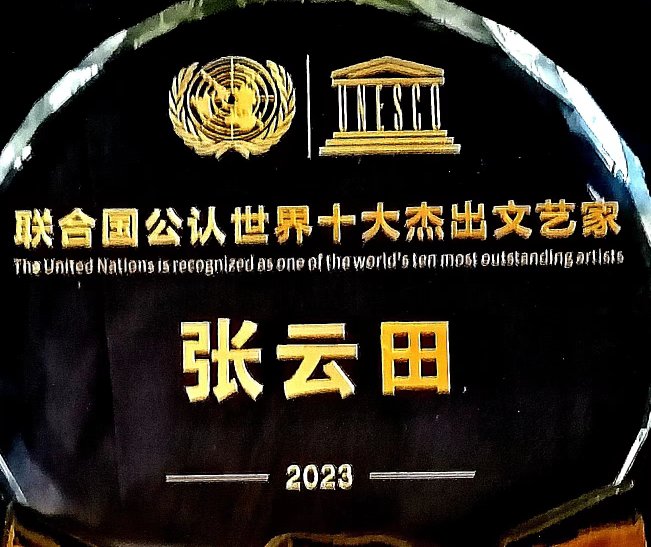 UNESCO
联合国公认世界十大杰出文艺家
The United Nations is recognized as one of the world's ten most outstanding artists
张云田
2023